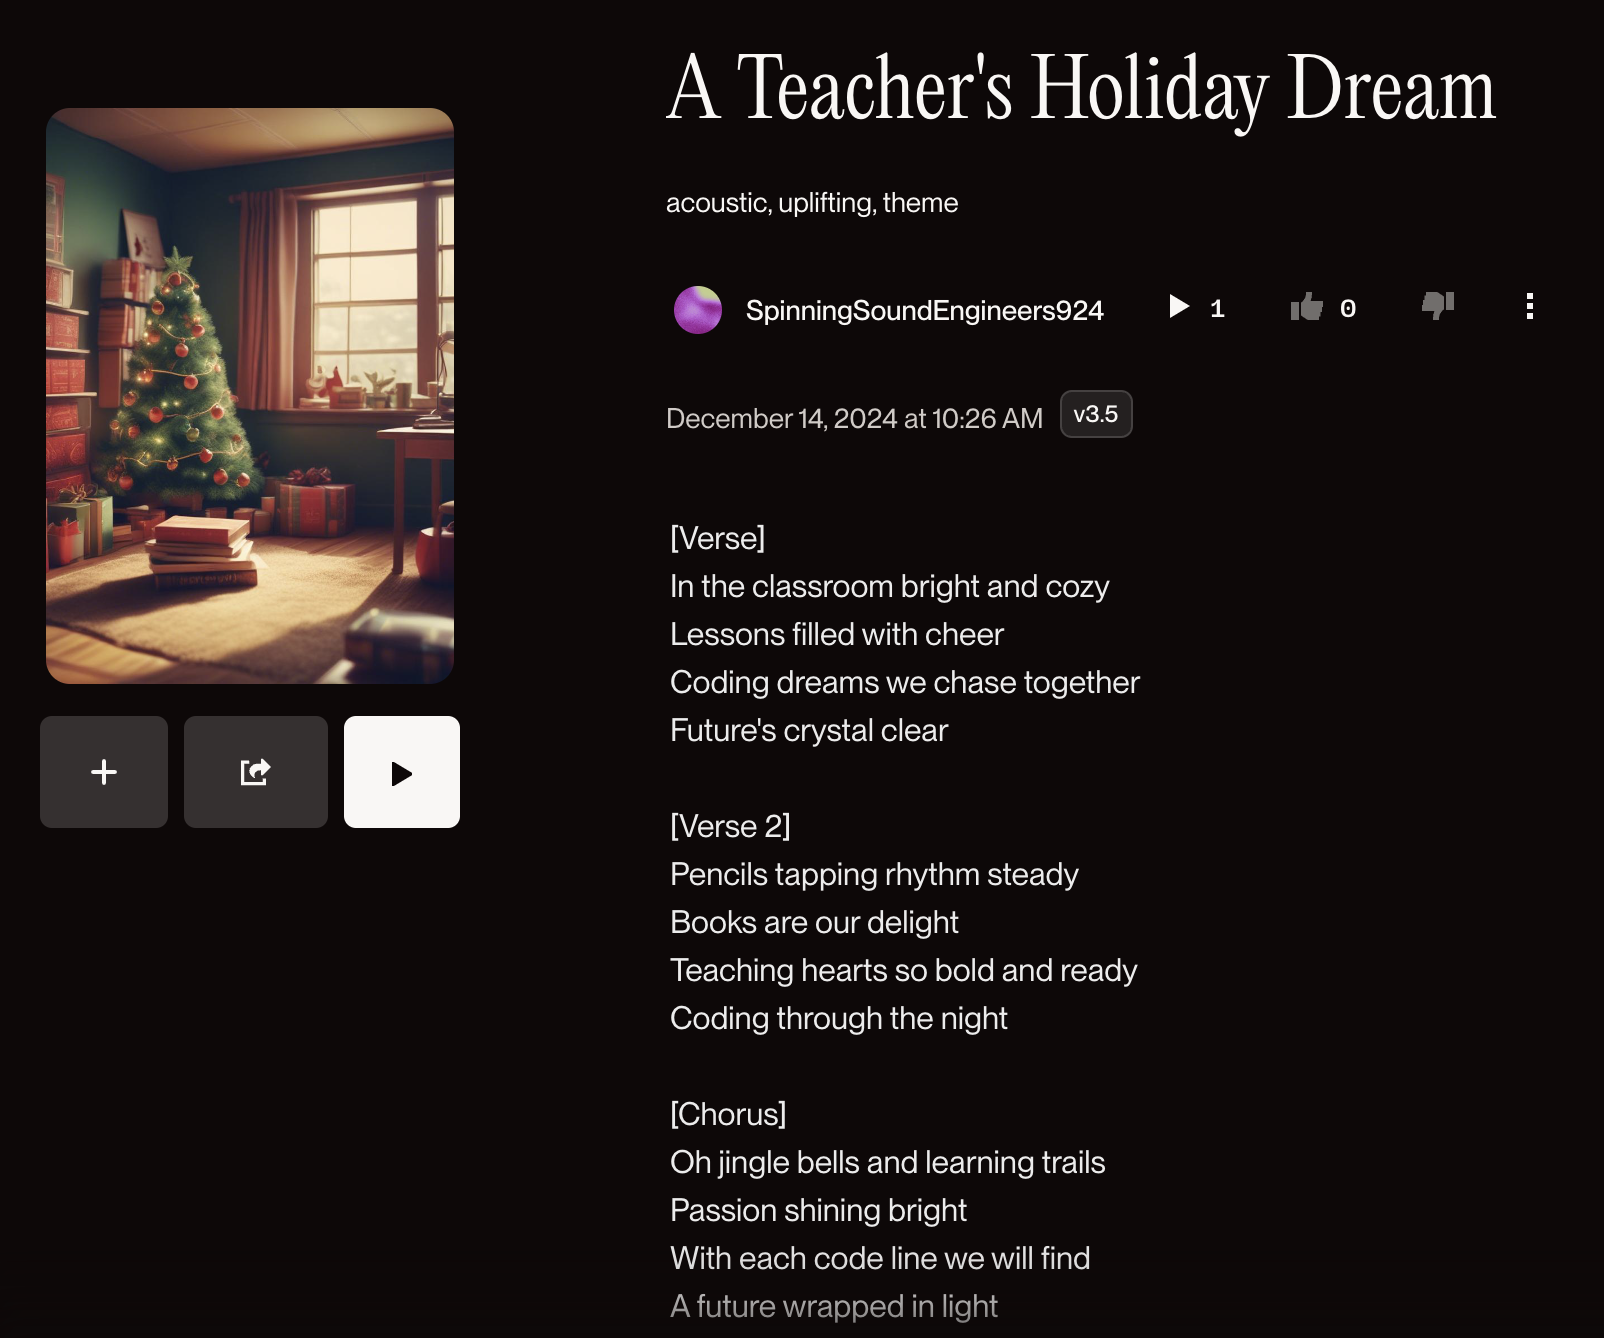 A Teacher's Holiday Dream
acoustic, uplifting, theme
SpinningSoundEngineers924
1
0
December 14, 2024 at 10:26 AM
v3.5
[Verse]
In the classroom bright and cozy
Lessons filled with cheer
Coding dreams we chase together
Future's crystal clear
[Verse 2]
Pencils tapping rhythm steady
Books are our delight
Teaching hearts so bold and ready
Coding through the night
[Chorus]
Oh jingle bells and learning trails
Passion shining bright
With each code line we will find
A future wrapped in light